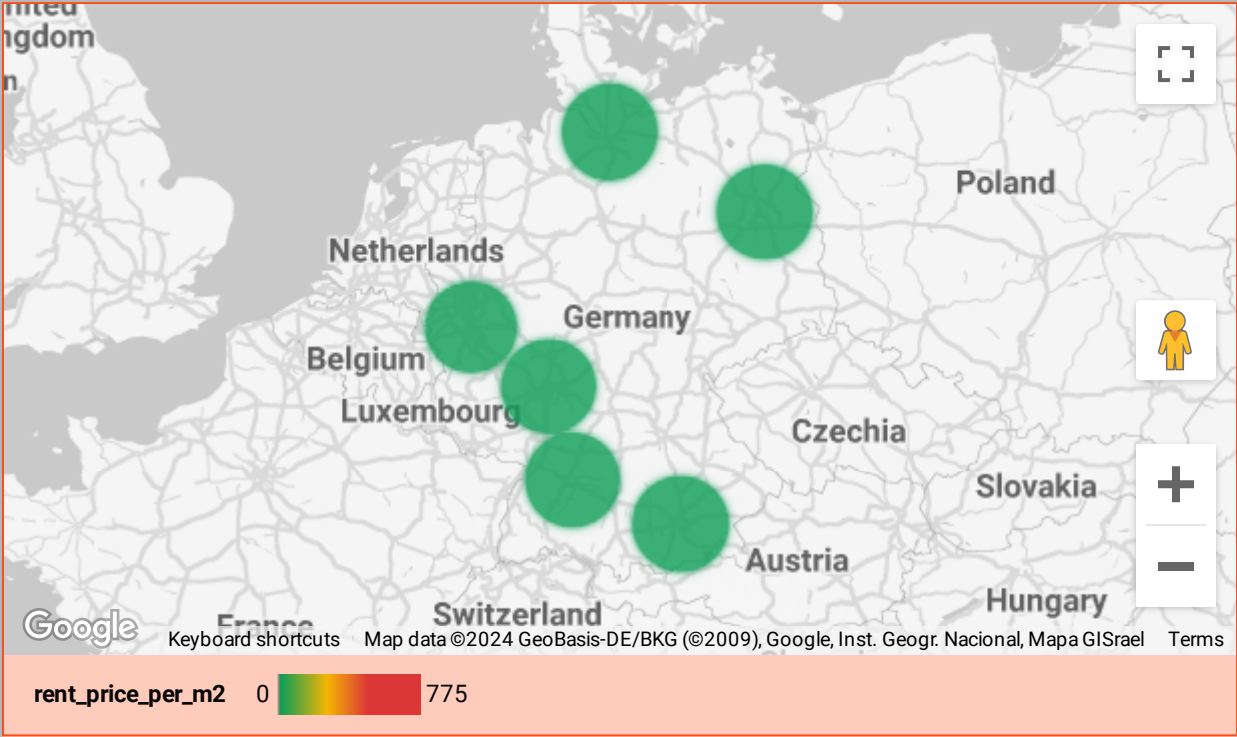 ngdom
Poland
Netherlands
Germany
Belgium
Luxembourg
Czechia
Slovakia
Austria
Hungary
Switzerland
France
Google
Keyboard shortcuts Map data ©2024 GeoBasis-DE/BKG (©2009), Google, Inst. Geogr. Nacional, Mapa GISrael Terms
rent_price_per_m2 0 775